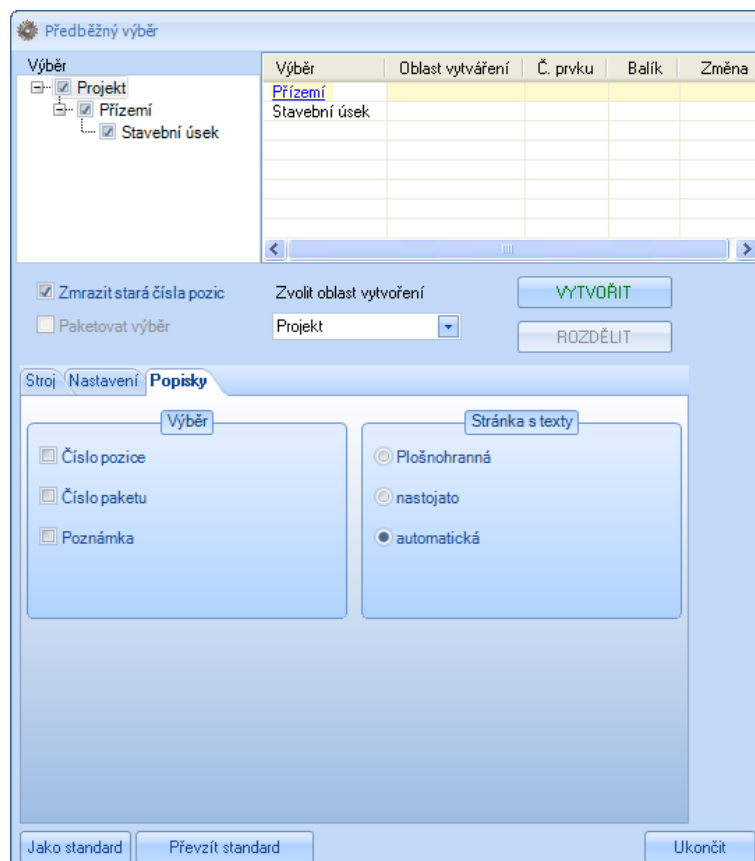 Předběžný výběr
Výběr
Projekt
Přízemí
Stavební úsek
Výběr Oblast vytváření Č. prvku Balík Změna
Přízemí
Stavební úsek
Zmrazit stará čísla pozic
Paketovat výběr
Zvolit oblast vytvoření
Projekt
VYTVOŘIT
ROZDĚLIT
Stroj Nastavení Popisky
Výběr
Číslo pozice
Číslo paketu
Poznámka
Stránka s texty
Plošnohranná
nastojato
automatická
Jako standard Převzít standard Ukončit